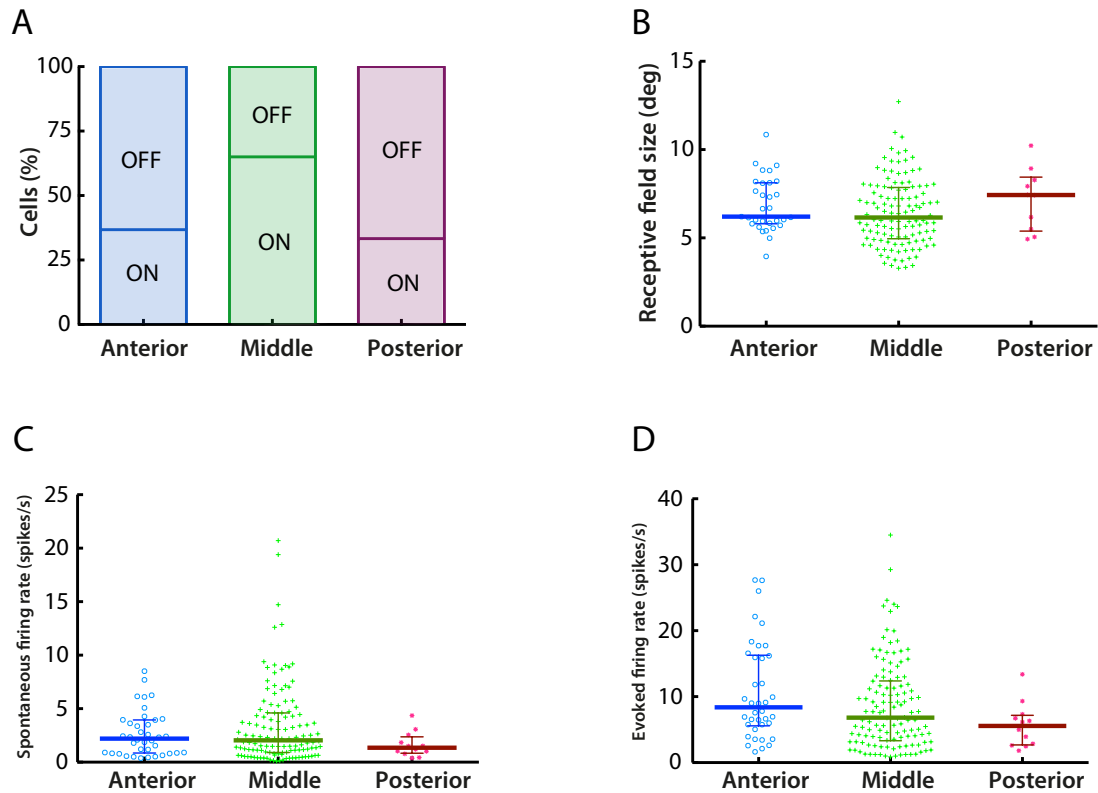 A
Cells (%)
100
75
50
25
0
OFF
ON
OFF
ON
OFF
ON
Anterior
Middle
Posterior
B
Receptive field size (deg)
15
10
5
0
Anterior
Middle
Posterior
C
Spontaneous firing rate (spikes/s)
25
20
15
10
5
0
Anterior
Middle
Posterior
D
Evoked firing rate (spikes/s)
40
30
20
10
0
Anterior
Middle
Posterior